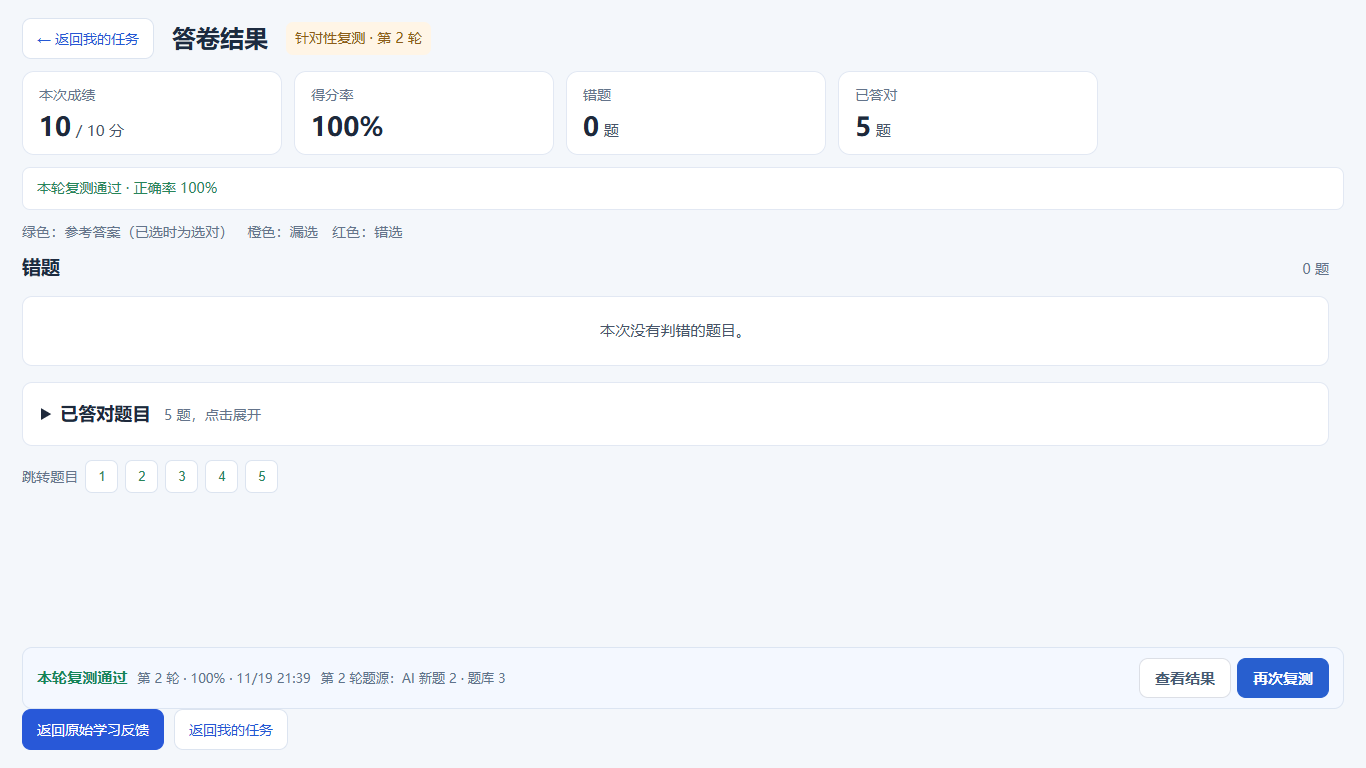 ← 返回我的任务 答卷结果 针对性复测 · 第 2 轮
本次成绩 得分率 错题 已答对
10 / 10 分 100% 0 题 5 题
本轮复测通过 · 正确率 100%
绿色：参考答案（已选时为选对） 橙色：漏选 红色：错选
错题 0 题
本次没有判错的题目。
▶ 已答对题目 5 题，点击展开
跳转题目 1 2 3 4 5
本轮复测通过 第 2 轮 · 100% · 11/19 21:39 第 2 轮题源：AI 新题 2 · 题库 3 查看结果 再次复测
返回原始学习反馈 返回我的任务